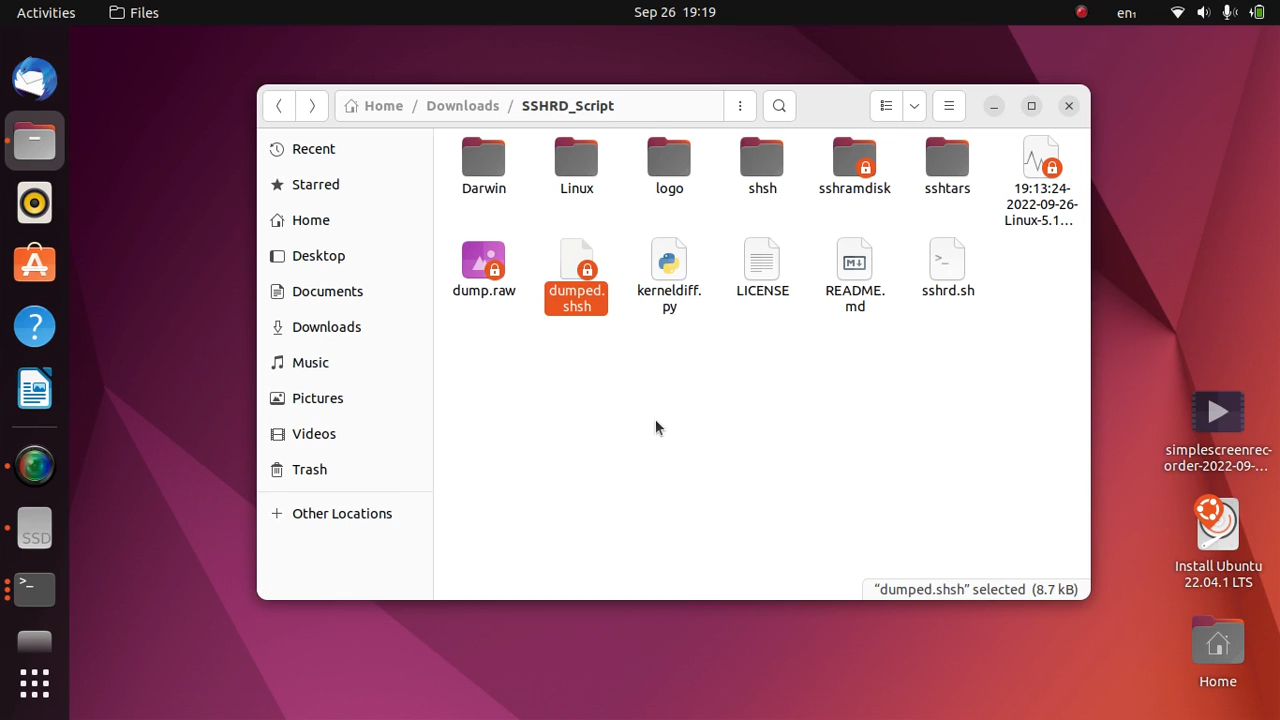 Activities
Files
Sep 26 19:19
en₁
Home / Downloads / SSHRD_Script
Recent
Starred
Home
Desktop
Documents
Downloads
Music
Pictures
Videos
Trash
Other Locations
Darwin
Linux
logo
shsh
sshramdisk
sshtars
19:13:24-
2022-09-26-
Linux-5.1...
dump.raw
dumped.
shsh
kerneldiff.
py
LICENSE
README.
md
sshrd.sh
"dumped.shsh" selected (8.7 kB)
SSD
simplescreenrec-
order-2022-09-...
Install Ubuntu
22.04.1 LTS
Home